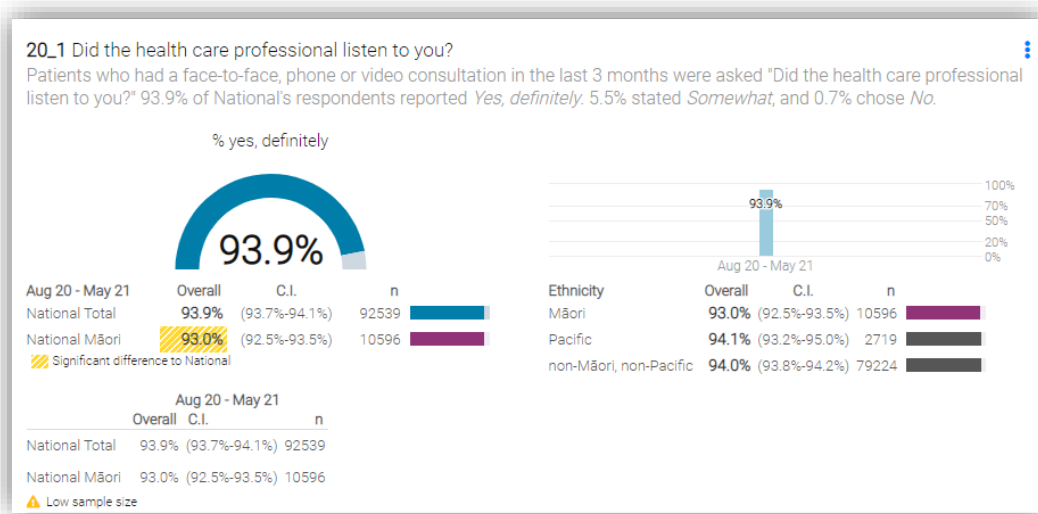 20_1 Did the health care professional listen to you?
Patients who had a face-to-face, phone or video consultation in the last 3 months were asked "Did the health care professional
listen to you?" 93.9% of National's respondents reported Yes, definitely. 5.5% stated Somewhat, and 0.7% chose No.
% yes, definitely
93.9%
Aug 20 - May 21 Overall C.I. n
National Total 93.9% (93.7%-94.1%) 92539
National Māori 93.0% (92.5%-93.5%) 10596
Significant difference to National
Aug 20 - May 21
Overall C.I. n
National Total 93.9% (93.7%-94.1%) 92539
National Māori 93.0% (92.5%-93.5%) 10596
Low sample size
100%
70%
50%
20%
0%
93.9%
Aug 20 - May 21
Ethnicity Overall C.I. n
Māori 93.0% (92.5%-93.5%) 10596
Pacific 94.1% (93.2%-95.0%) 2719
non-Māori, non-Pacific 94.0% (93.8%-94.2%) 79224